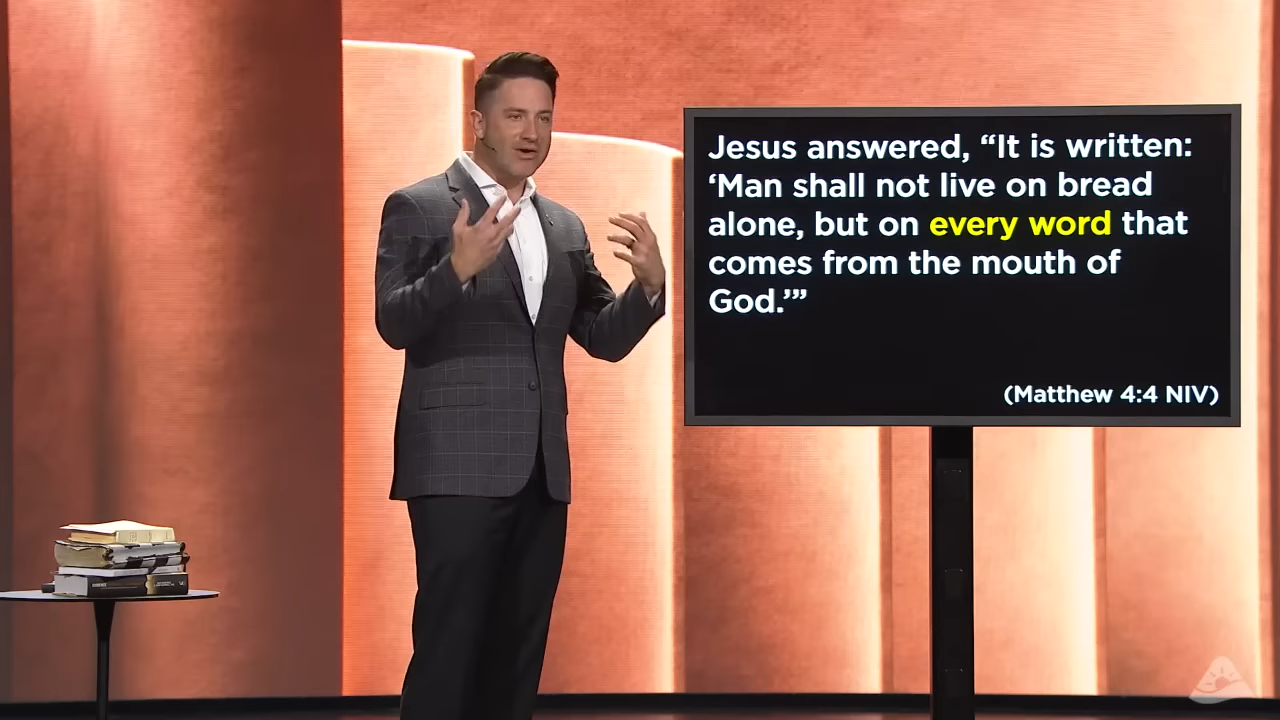 Jesus answered, “It is written:
‘Man shall not live on bread
alone, but on every word that
comes from the mouth of
God.’”
(Matthew 4:4 NIV)